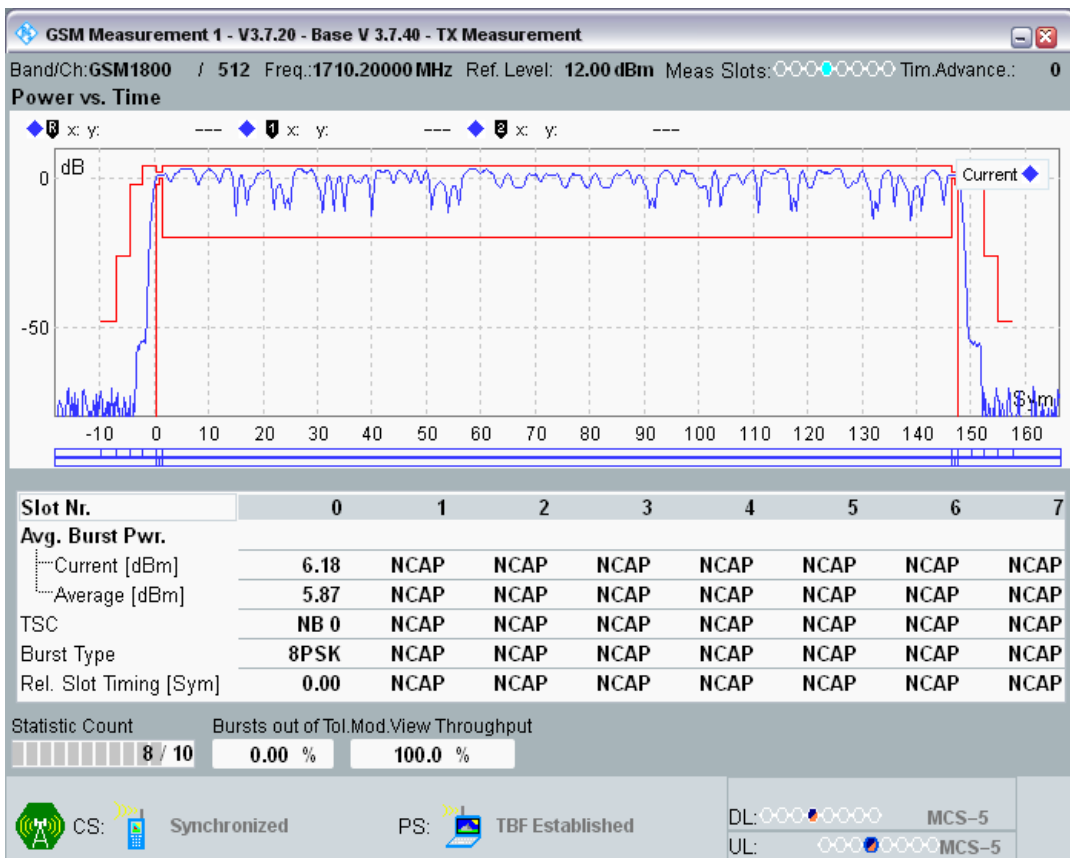 GSM Measurement 1 - V3.7.20 - Base V 3.7.40 - TX Measurement
Band/Ch:GSM1800 / 512 Freq.:1710.20000 MHz Ref. Level: 12.00 dBm Meas Slots: Tim.Advance.: 0
Power vs. Time
R x: y: --- 1 x: y: --- 2 x: y: ---
dB
0
Current
-50
Sym
-10 0 10 20 30 40 50 60 70 80 90 100 110 120 130 140 150 160
Slot Nr. 0 1 2 3 4 5 6 7
Avg. Burst Pwr.
Current [dBm] 6.18 NCAP NCAP NCAP NCAP NCAP NCAP NCAP
Average [dBm] 5.87 NCAP NCAP NCAP NCAP NCAP NCAP NCAP
TSC NB 0 NCAP NCAP NCAP NCAP NCAP NCAP NCAP
Burst Type 8PSK NCAP NCAP NCAP NCAP NCAP NCAP NCAP
Rel. Slot Timing [Sym] 0.00 NCAP NCAP NCAP NCAP NCAP NCAP NCAP
Statistic Count Bursts out of Tol.Mod.View Throughput
8 / 10 0.00 % 100.0 %
CS: Synchronized PS: TBF Established
DL: MCS-5
UL: MCS-5